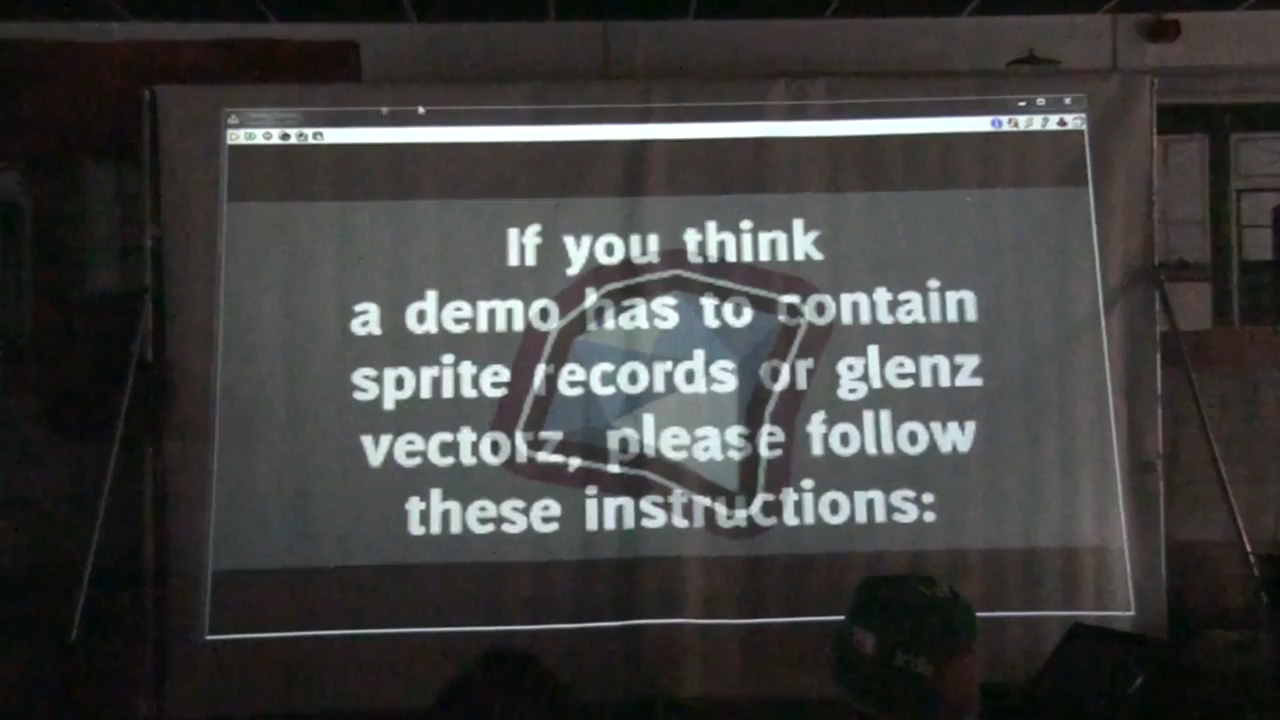 If you think
a demo has to contain
sprite records or glenz
vectorz, please follow
these instructions: